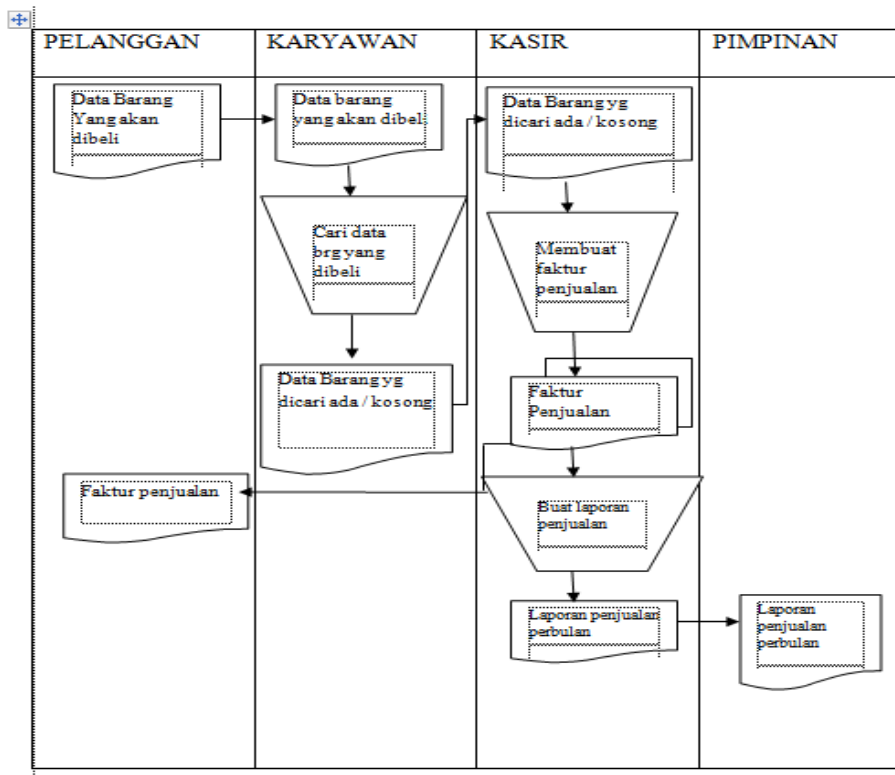 PELANGGAN
KARYAWAN
KASIR
PIMPINAN
Data Barang
Yang akan
dibeli
Data barang
yang akan dibeli
Data Barang yg
dicari ada / kosong
Cari data
brg yang
dibeli
Membuat
faktur
penjualan
Data Barang yg
dicari ada / kosong
Faktur
Penjualan
Faktur penjualan
Buat laporan
penjualan
Laporan penjualan
perbulan
Laporan
penjualan
perbulan